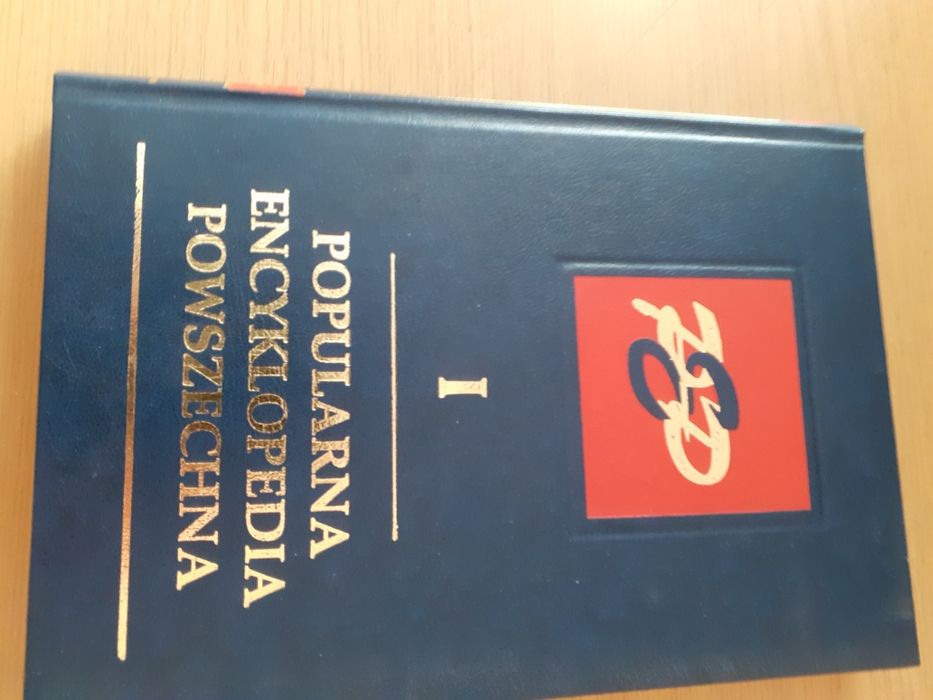 I
POPULARNA
ENCYKLOPEDIA
POWSZECHNA